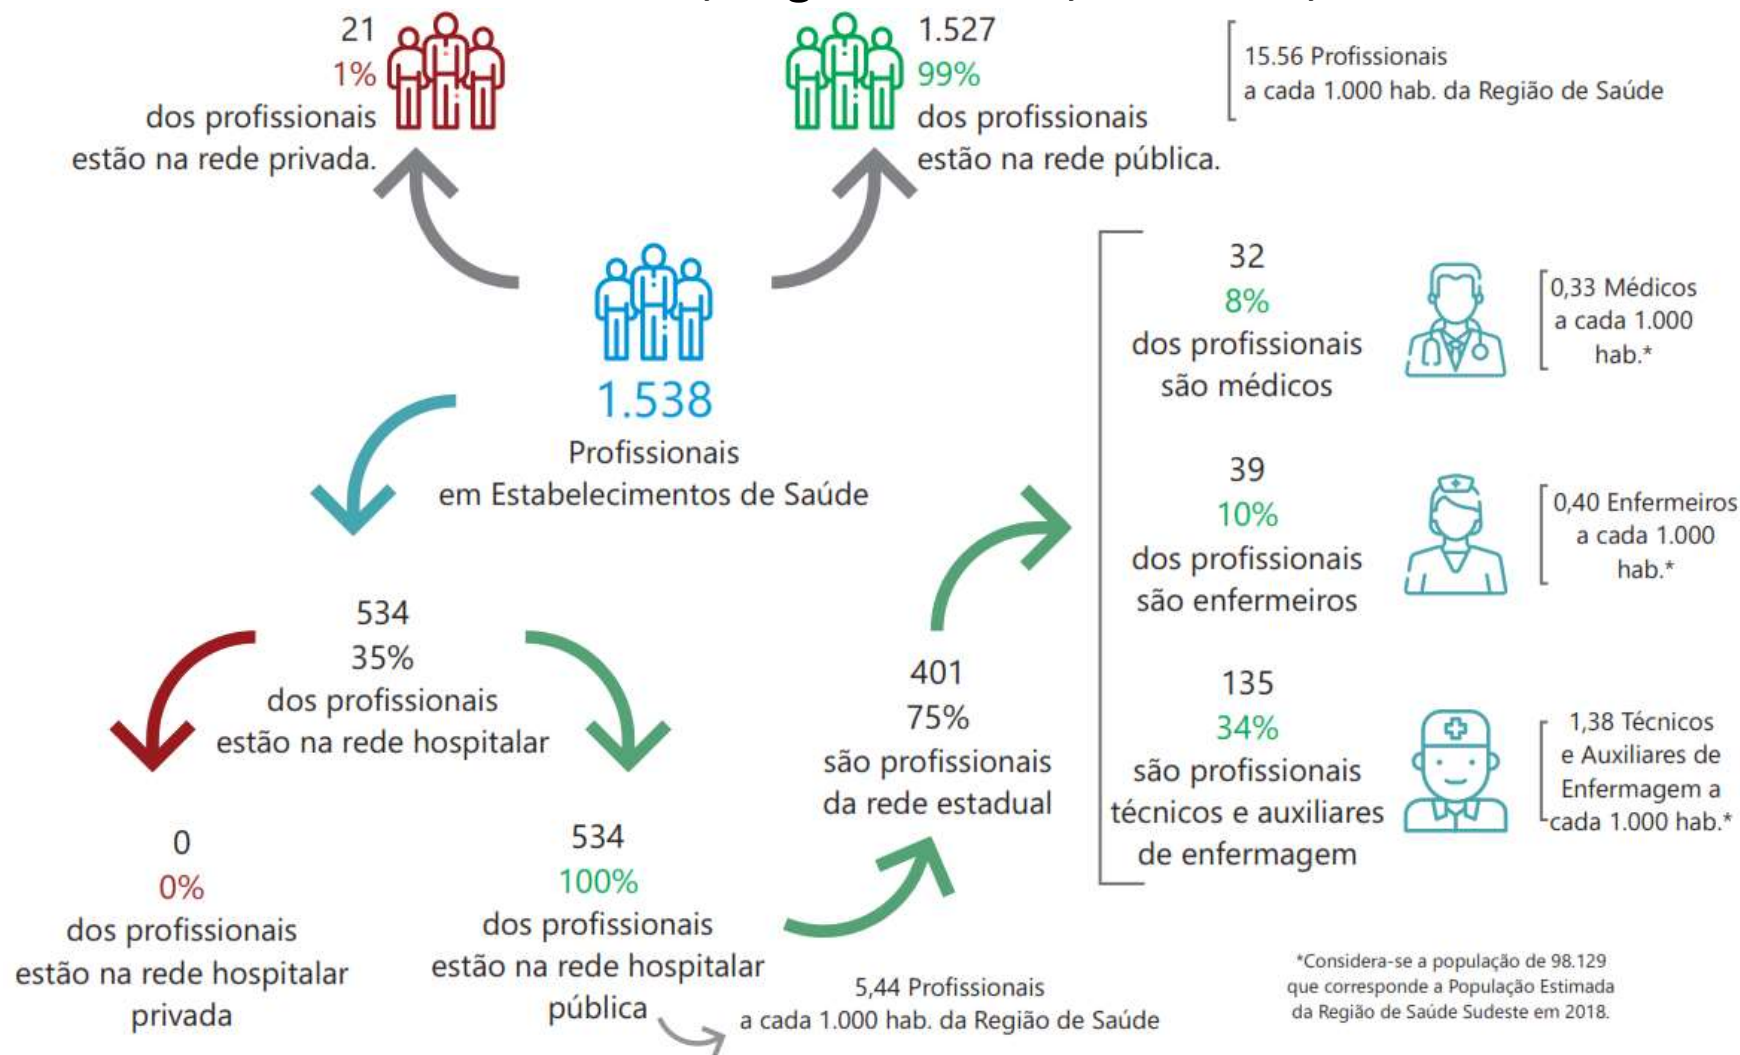 21
1%
dos profissionais
estão na rede privada.
1.527
99%
dos profissionais
estão na rede pública.
15.56 Profissionais
a cada 1.000 hab. da Região de Saúde
1.538
Profissionais
em Estabelecimentos de Saúde
534
35%
dos profissionais
estão na rede hospitalar
0
0%
dos profissionais
estão na rede hospitalar
privada
534
100%
dos profissionais
estão na rede hospitalar
pública
5,44 Profissionais
a cada 1.000 hab. da Região de Saúde
401
75%
são profissionais
da rede estadual
32
8%
dos profissionais
são médicos
0,33 Médicos
a cada 1.000
hab.*
39
10%
dos profissionais
são enfermeiros
0,40 Enfermeiros
a cada 1.000
hab.*
135
34%
são profissionais
técnicos e auxiliares
de enfermagem
1,38 Técnicos
e Auxiliares de
Enfermagem a
cada 1.000 hab.*
*Considera-se a população de 98.129
que corresponde a População Estimada
da Região de Saúde Sudeste em 2018.